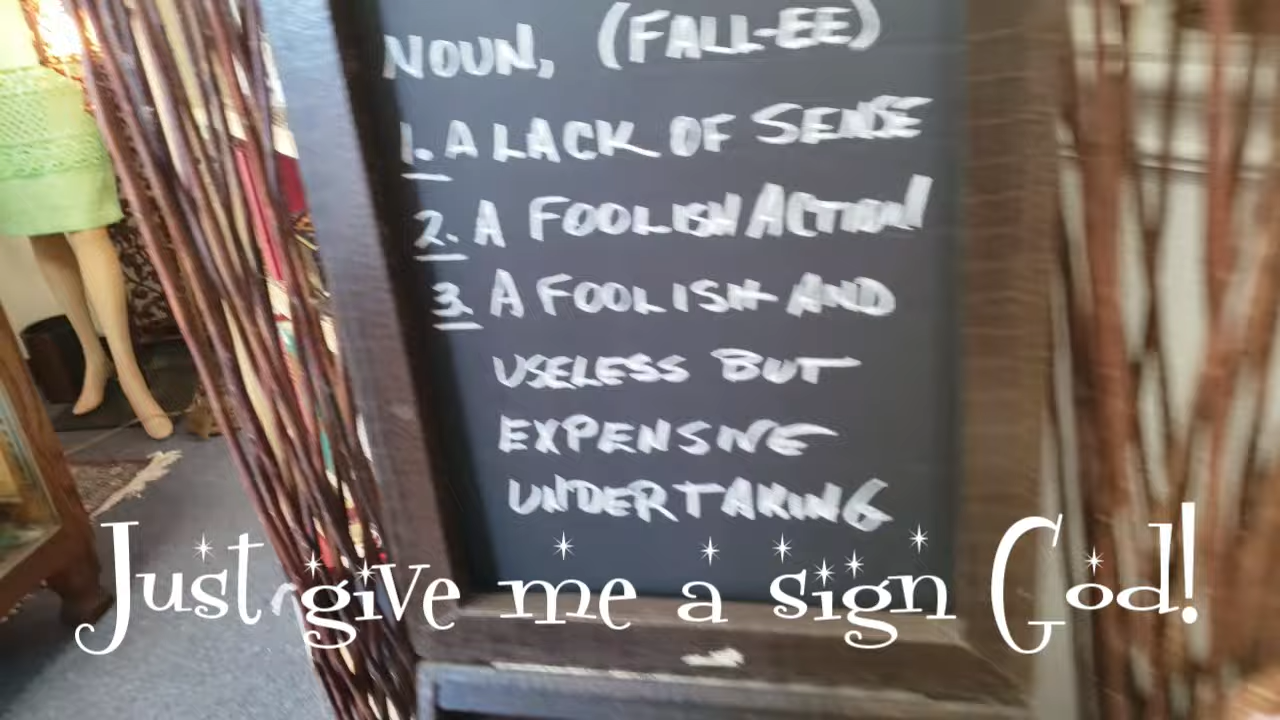 NOUN, (FALL-EE)
1. A LACK OF SENSE
2. A FOOLISH ACTION
3. A FOOLISH AND
USELESS BUT
EXPENSIVE
UNDERTAKING
Just give me a sign God!